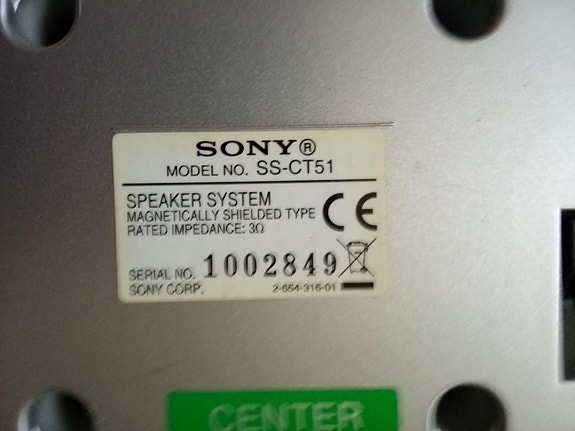 SONY®
MODEL NO. SS-CT51
SPEAKER SYSTEM
MAGNETICALLY SHIELDED TYPE
RATED IMPEDANCE: 3Ω
CE
SERIAL NO. 1002849
SONY CORP. 2-654-316-01
CENTER